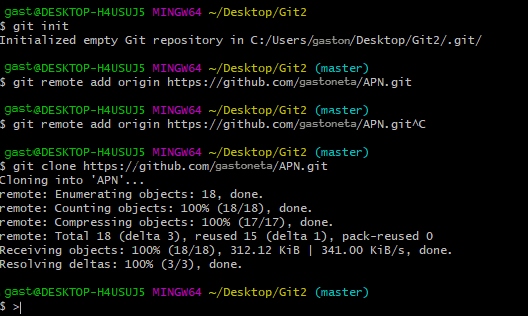 gast@DESKTOP-H4USUJ5 MINGW64 ~/Desktop/Git2
$ git init
Initialized empty Git repository in C:/Users/gaston/Desktop/Git2/.git/
gast@DESKTOP-H4USUJ5 MINGW64 ~/Desktop/Git2 (master)
$ git remote add origin https://github.com/gastoneta/APN.git
gast@DESKTOP-H4USUJ5 MINGW64 ~/Desktop/Git2 (master)
$ git remote add origin https://github.com/gastoneta/APN.git^C
gast@DESKTOP-H4USUJ5 MINGW64 ~/Desktop/Git2 (master)
$ git clone https://github.com/gastoneta/APN.git
Cloning into 'APN'...
remote: Enumerating objects: 18, done.
remote: Counting objects: 100% (18/18), done.
remote: Compressing objects: 100% (17/17), done.
remote: Total 18 (delta 3), reused 15 (delta 1), pack-reused 0
Receiving objects: 100% (18/18), 312.12 KiB | 341.00 KiB/s, done.
Resolving deltas: 100% (3/3), done.
gast@DESKTOP-H4USUJ5 MINGW64 ~/Desktop/Git2 (master)
$ >